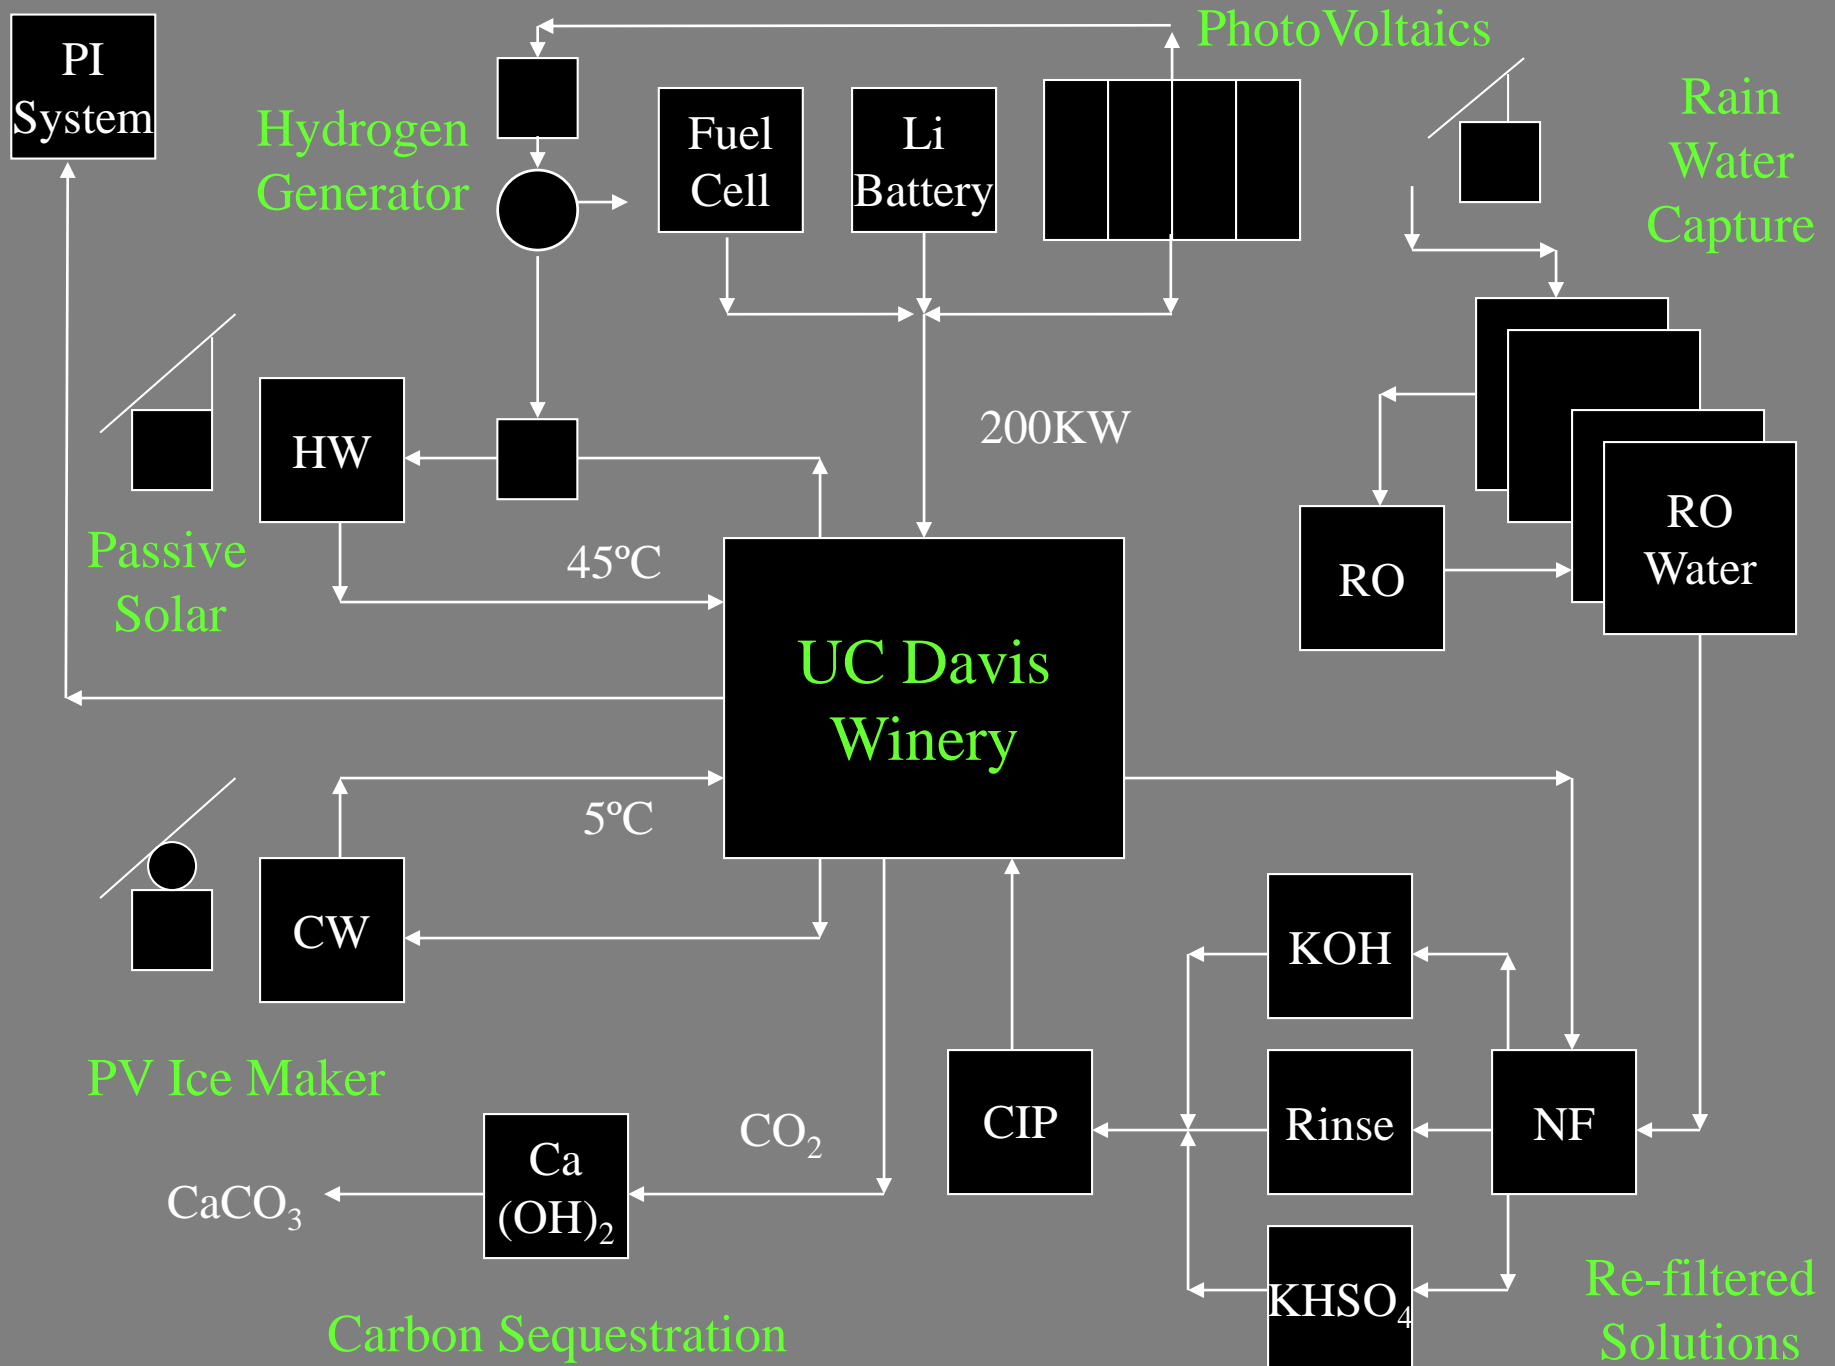 PI
System
Hydrogen
Generator
Fuel
Cell
Li
Battery
PhotoVoltaics
Rain
Water
Capture
HW
200KW
Passive
Solar
45ºC
RO
RO
Water
UC Davis
Winery
5ºC
CW
PV Ice Maker
KOH
CIP
Rinse
NF
KHSO₄
CO₂
Ca
(OH)₂
CaCO₃
Carbon Sequestration
Re-filtered
Solutions